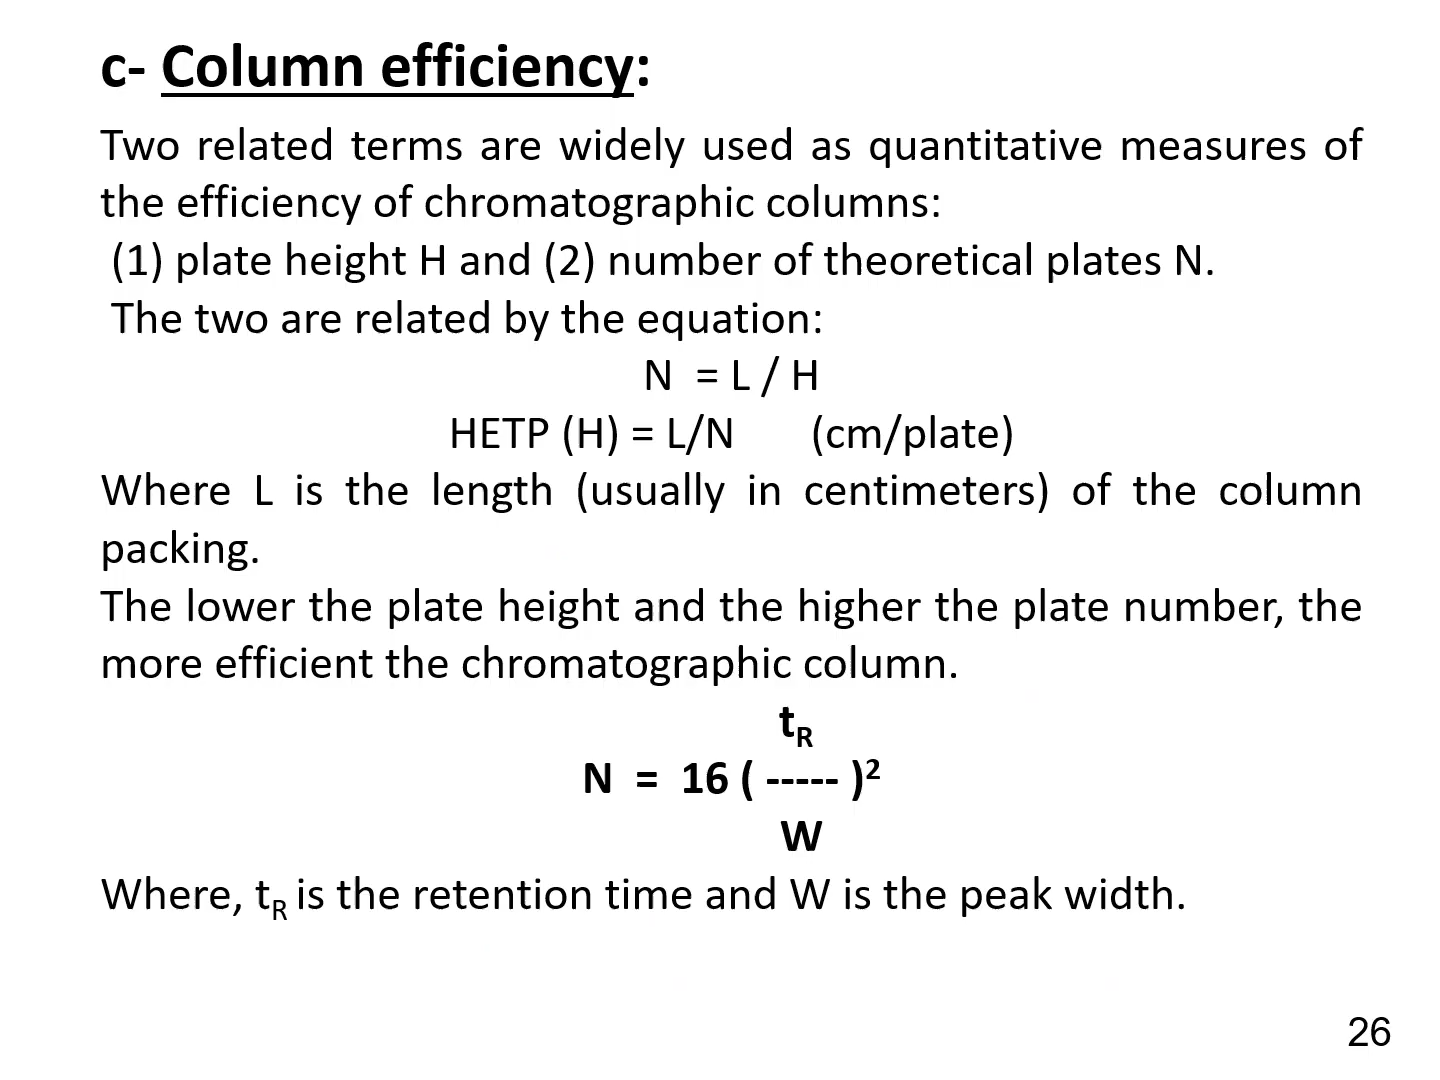 c- Column efficiency:
Two related terms are widely used as quantitative measures of
the efficiency of chromatographic columns:
(1) plate height H and (2) number of theoretical plates N.
The two are related by the equation:
N = L / H
HETP (H) = L/N (cm/plate)
Where L is the length (usually in centimeters) of the column
packing.
The lower the plate height and the higher the plate number, the
more efficient the chromatographic column.
tR
N = 16 ( ----- )²
W
Where, tR is the retention time and W is the peak width.
26